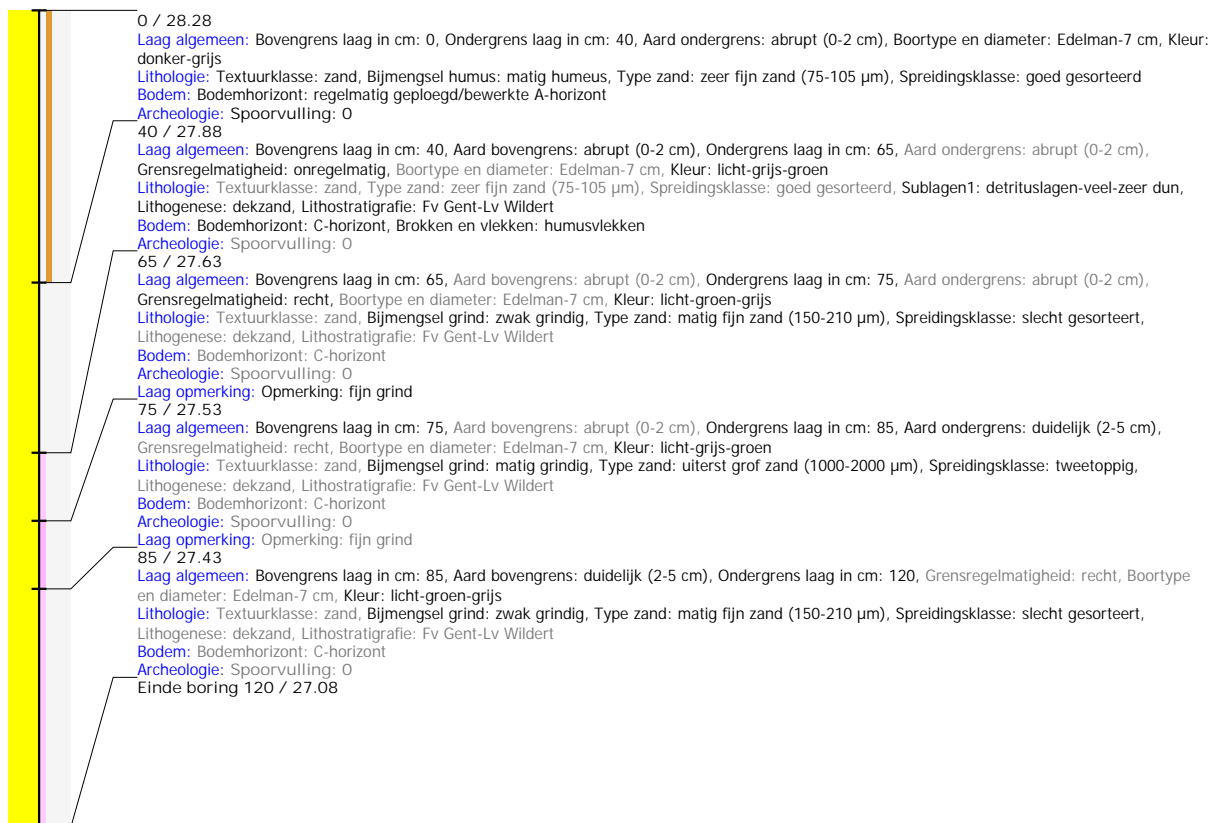 0 / 28.28
Laag algemeen: Bovengrens laag in cm: 0, Ondergrens laag in cm: 40, Aard ondergrens: abrupt (0-2 cm), Boortype en diameter: Edelman-7 cm, Kleur:
donker-grijs
Lithologie: Textuurklasse: zand, Bijmengsel humus: matig humeus, Type zand: zeer fijn zand (75-105 µm), Spreidingsklasse: goed gesorteerd
Bodem: Bodemhorizont: regelmatig geploegd/bewerkte A-horizont
Archeologie: Spoorvulling: 0
40 / 27.88
Laag algemeen: Bovengrens laag in cm: 40, Aard bovengrens: abrupt (0-2 cm), Ondergrens laag in cm: 65, Aard ondergrens: abrupt (0-2 cm),
Grensregelmatigheid: onregelmatig, Boortype en diameter: Edelman-7 cm, Kleur: licht-grijs-groen
Lithologie: Textuurklasse: zand, Type zand: zeer fijn zand (75-105 µm), Spreidingsklasse: goed gesorteerd, Sublagen1: detrituslagen-veel-zeer dun,
Lithogenese: dekzand, Lithostratigrafie: Fv Gent-Lv Wildert
Bodem: Bodemhorizont: C-horizont, Brokken en vlekken: humusvlekken
Archeologie: Spoorvulling: 0
65 / 27.63
Laag algemeen: Bovengrens laag in cm: 65, Aard bovengrens: abrupt (0-2 cm), Ondergrens laag in cm: 75, Aard ondergrens: abrupt (0-2 cm),
Grensregelmatigheid: recht, Boortype en diameter: Edelman-7 cm, Kleur: licht-groen-grijs
Lithologie: Textuurklasse: zand, Bijmengsel grind: zwak grindig, Type zand: matig fijn zand (150-210 µm), Spreidingsklasse: slecht gesorteerd,
Lithogenese: dekzand, Lithostratigrafie: Fv Gent-Lv Wildert
Bodem: Bodemhorizont: C-horizont
Archeologie: Spoorvulling: 0
Laag opmerking: Opmerking: fijn grind
75 / 27.53
Laag algemeen: Bovengrens laag in cm: 75, Aard bovengrens: abrupt (0-2 cm), Ondergrens laag in cm: 85, Aard ondergrens: duidelijk (2-5 cm),
Grensregelmatigheid: recht, Boortype en diameter: Edelman-7 cm, Kleur: licht-grijs-groen
Lithologie: Textuurklasse: zand, Bijmengsel grind: matig grindig, Type zand: uiterst grof zand (1000-2000 µm), Spreidingsklasse: tweetoppig,
Lithogenese: dekzand, Lithostratigrafie: Fv Gent-Lv Wildert
Bodem: Bodemhorizont: C-horizont
Archeologie: Spoorvulling: 0
Laag opmerking: Opmerking: fijn grind
85 / 27.43
Laag algemeen: Bovengrens laag in cm: 85, Aard bovengrens: duidelijk (2-5 cm), Ondergrens laag in cm: 120, Grensregelmatigheid: recht, Boortype
en diameter: Edelman-7 cm, Kleur: licht-groen-grijs
Lithologie: Textuurklasse: zand, Bijmengsel grind: zwak grindig, Type zand: matig fijn zand (150-210 µm), Spreidingsklasse: slecht gesorteerd,
Lithogenese: dekzand, Lithostratigrafie: Fv Gent-Lv Wildert
Bodem: Bodemhorizont: C-horizont
Archeologie: Spoorvulling: 0
Einde boring 120 / 27.08